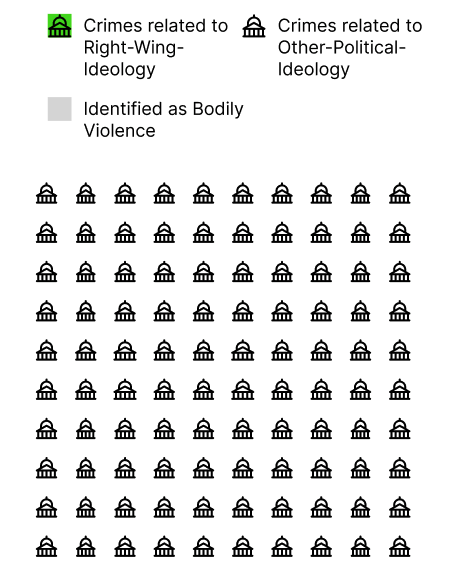 Crimes related to
Right-Wing-
Ideology
Crimes related to
Other-Political-
Ideology
Identified as Bodily
Violence